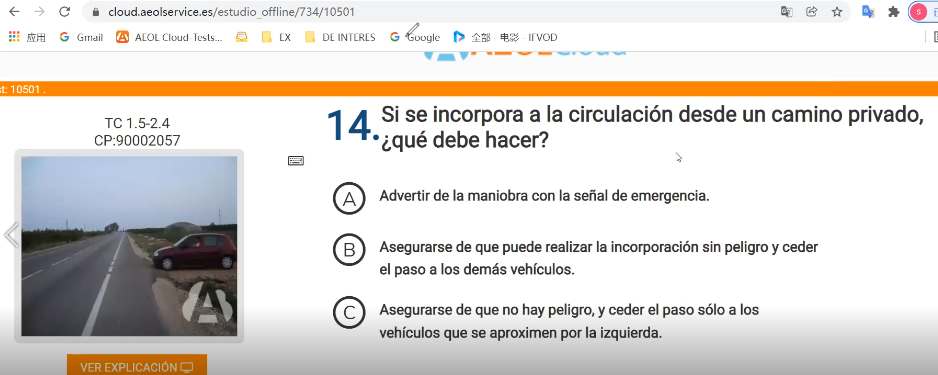 cloud.aeolservice.es/estudio_offline/734/10501
应用 Gmail AEOL Cloud-Tests... EX DE INTERES Google 全部 - 电影 - IFVOD
AEOLCloud
st: 10501 .
TC 1.5-2.4
CP:90002057
14. Si se incorpora a la circulación desde un camino privado,
¿qué debe hacer?
A Advertir de la maniobra con la señal de emergencia.
B Asegurarse de que puede realizar la incorporación sin peligro y ceder
el paso a los demás vehículos.
C Asegurarse de que no hay peligro, y ceder el paso sólo a los
vehículos que se aproximen por la izquierda.
VER EXPLICACIÓN